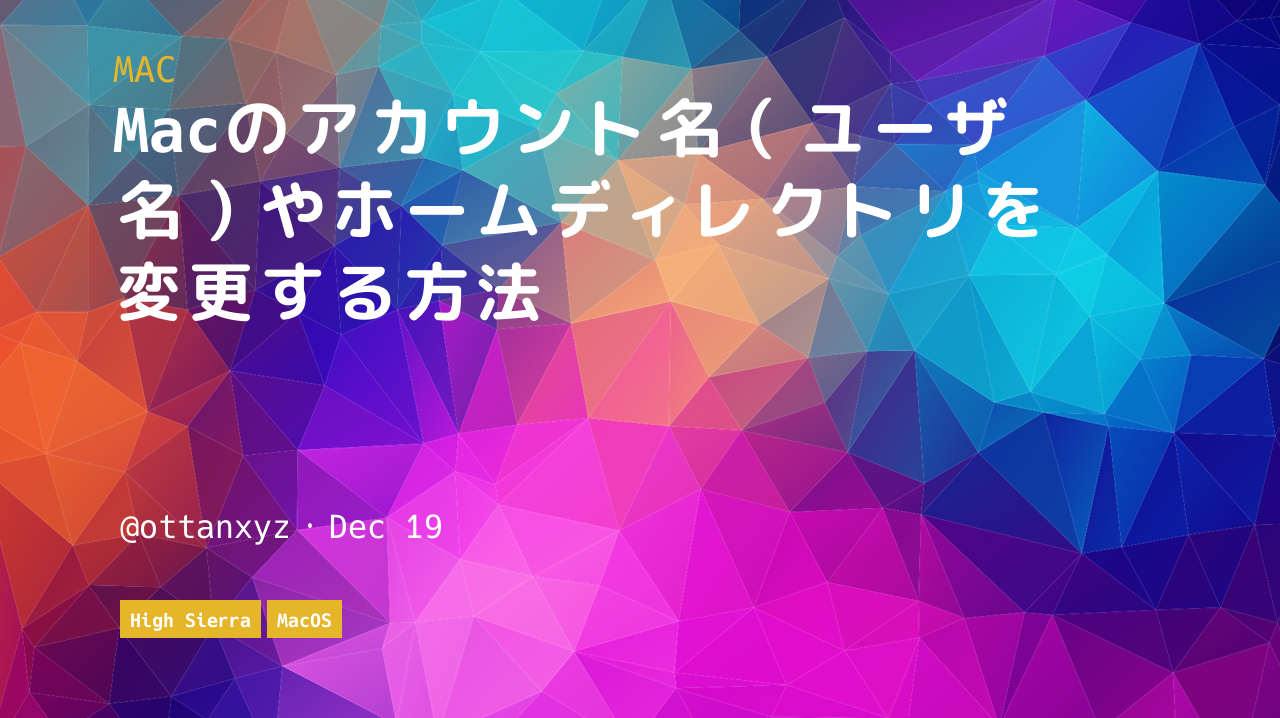 MAC
Macのアカウント名(ユーザ
名)やホームディレクトリを
変更する方法
@ottanxyz・Dec 19
High Sierra MacOS